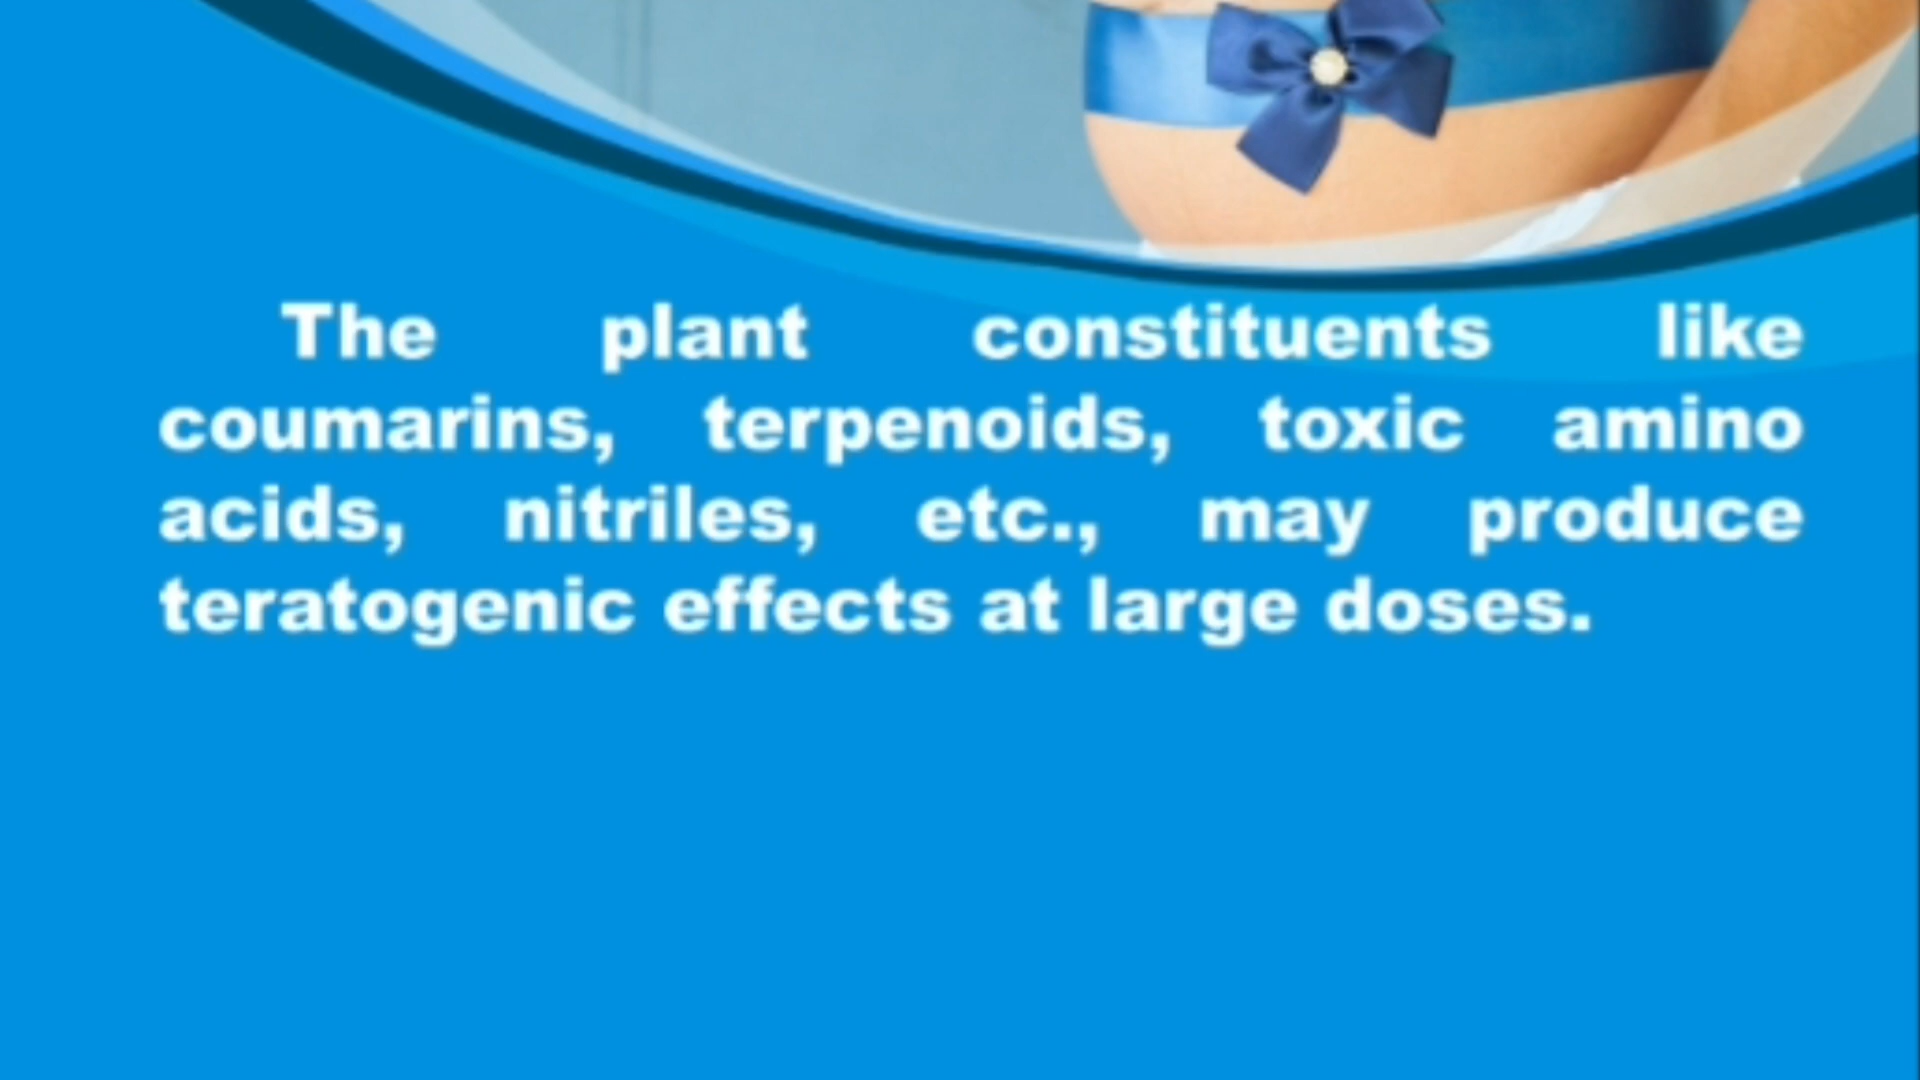 The plant constituents like
coumarins, terpenoids, toxic amino
acids, nitriles, etc., may produce
teratogenic effects at large doses.